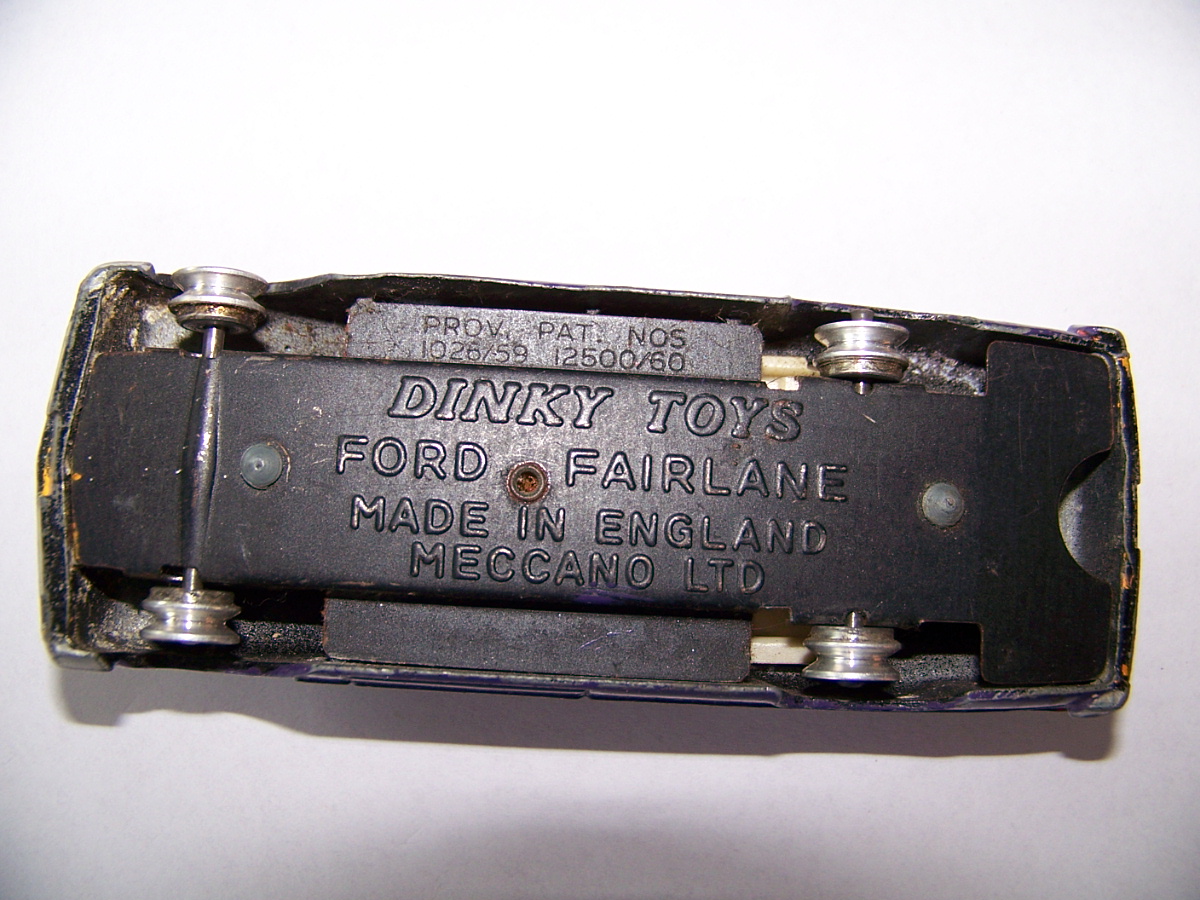 PROV. PAT. NOS
1026/59 12500/60
DINKY TOYS
FORD FAIRLANE
MADE IN ENGLAND
MECCANO LTD